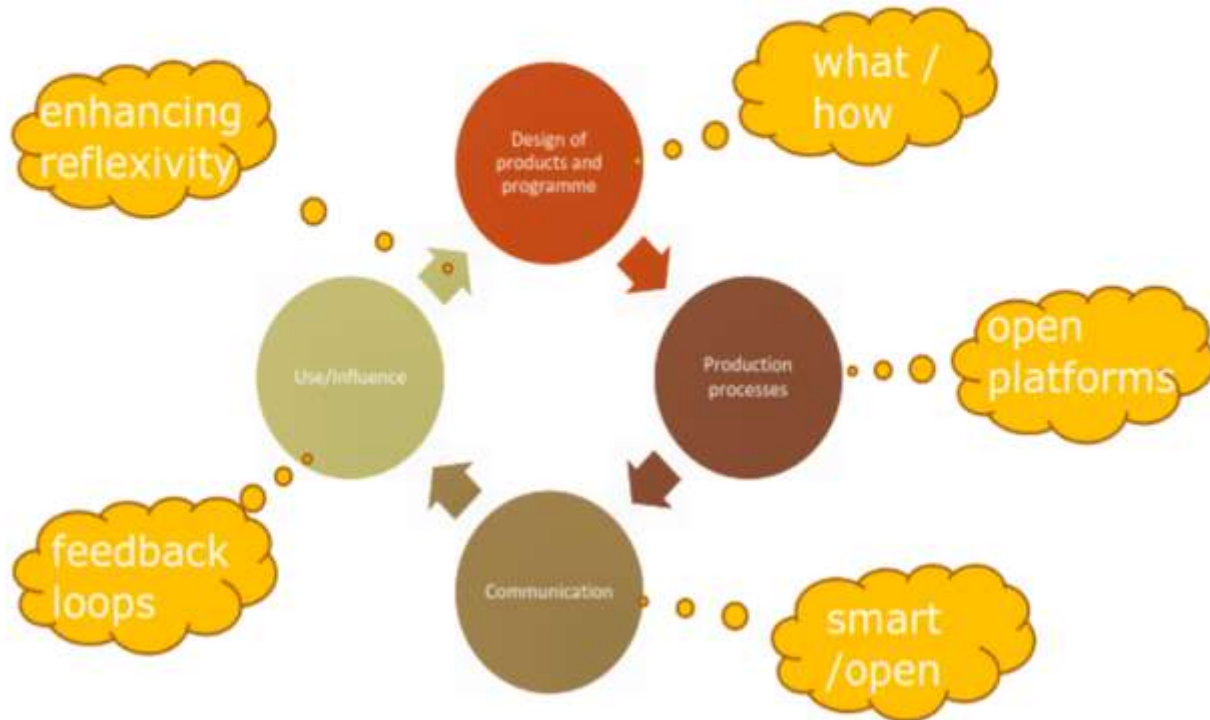 what /
how
enhancing
reflexivity
Design of
products and
programme
open
platforms
Production
processes
Use/Influence
feedback
loops
Communication
smart
/open